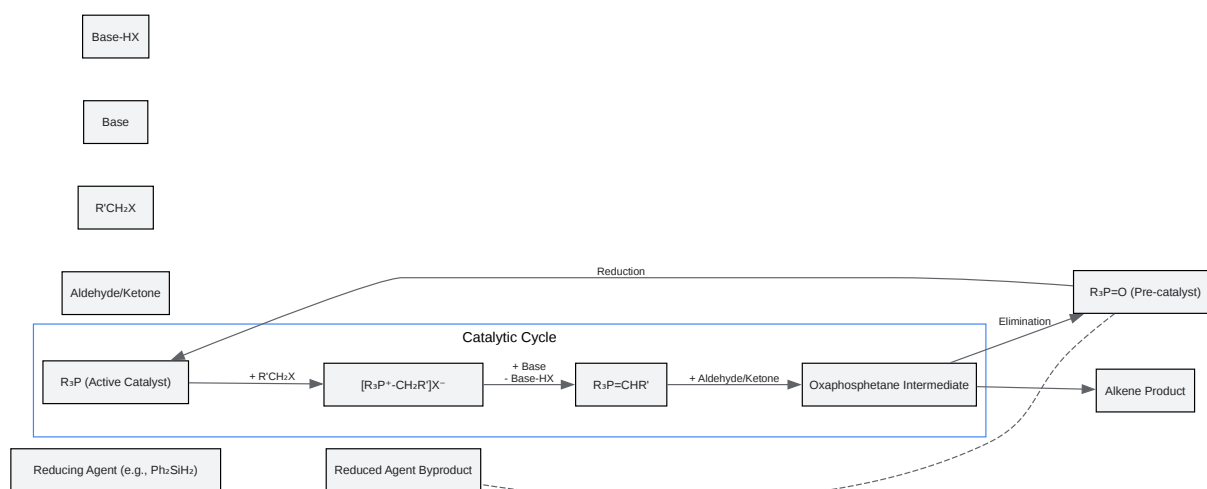 Base-HX
Base
R'CH₂X
Aldehyde/Ketone
Reduction
R₃P=O (Pre-catalyst)
Elimination
Catalytic Cycle
R₃P (Active Catalyst)
+ R'CH₂X
[R₃P⁺-CH₂R']X⁻
+ Base
- Base-HX
R₃P=CHR'
+ Aldehyde/Ketone
Oxaphosphetane Intermediate
Alkene Product
Reducing Agent (e.g., Ph₂SiH₂)
Reduced Agent Byproduct